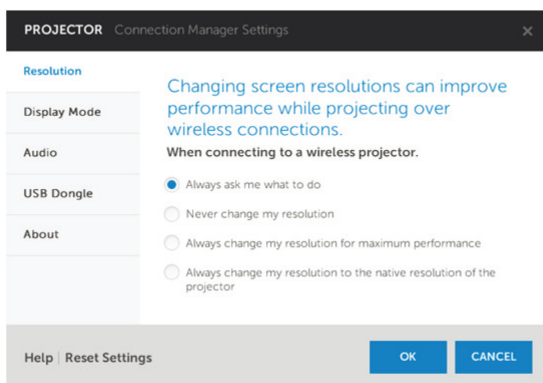 PROJECTOR Connection Manager Settings
Resolution
Display Mode
Audio
USB Dongle
About
Changing screen resolutions can improve
performance while projecting over
wireless connections.
When connecting to a wireless projector.
Always ask me what to do
Never change my resolution
Always change my resolution for maximum performance
Always change my resolution to the native resolution of the
projector
Help | Reset Settings
OK
CANCEL